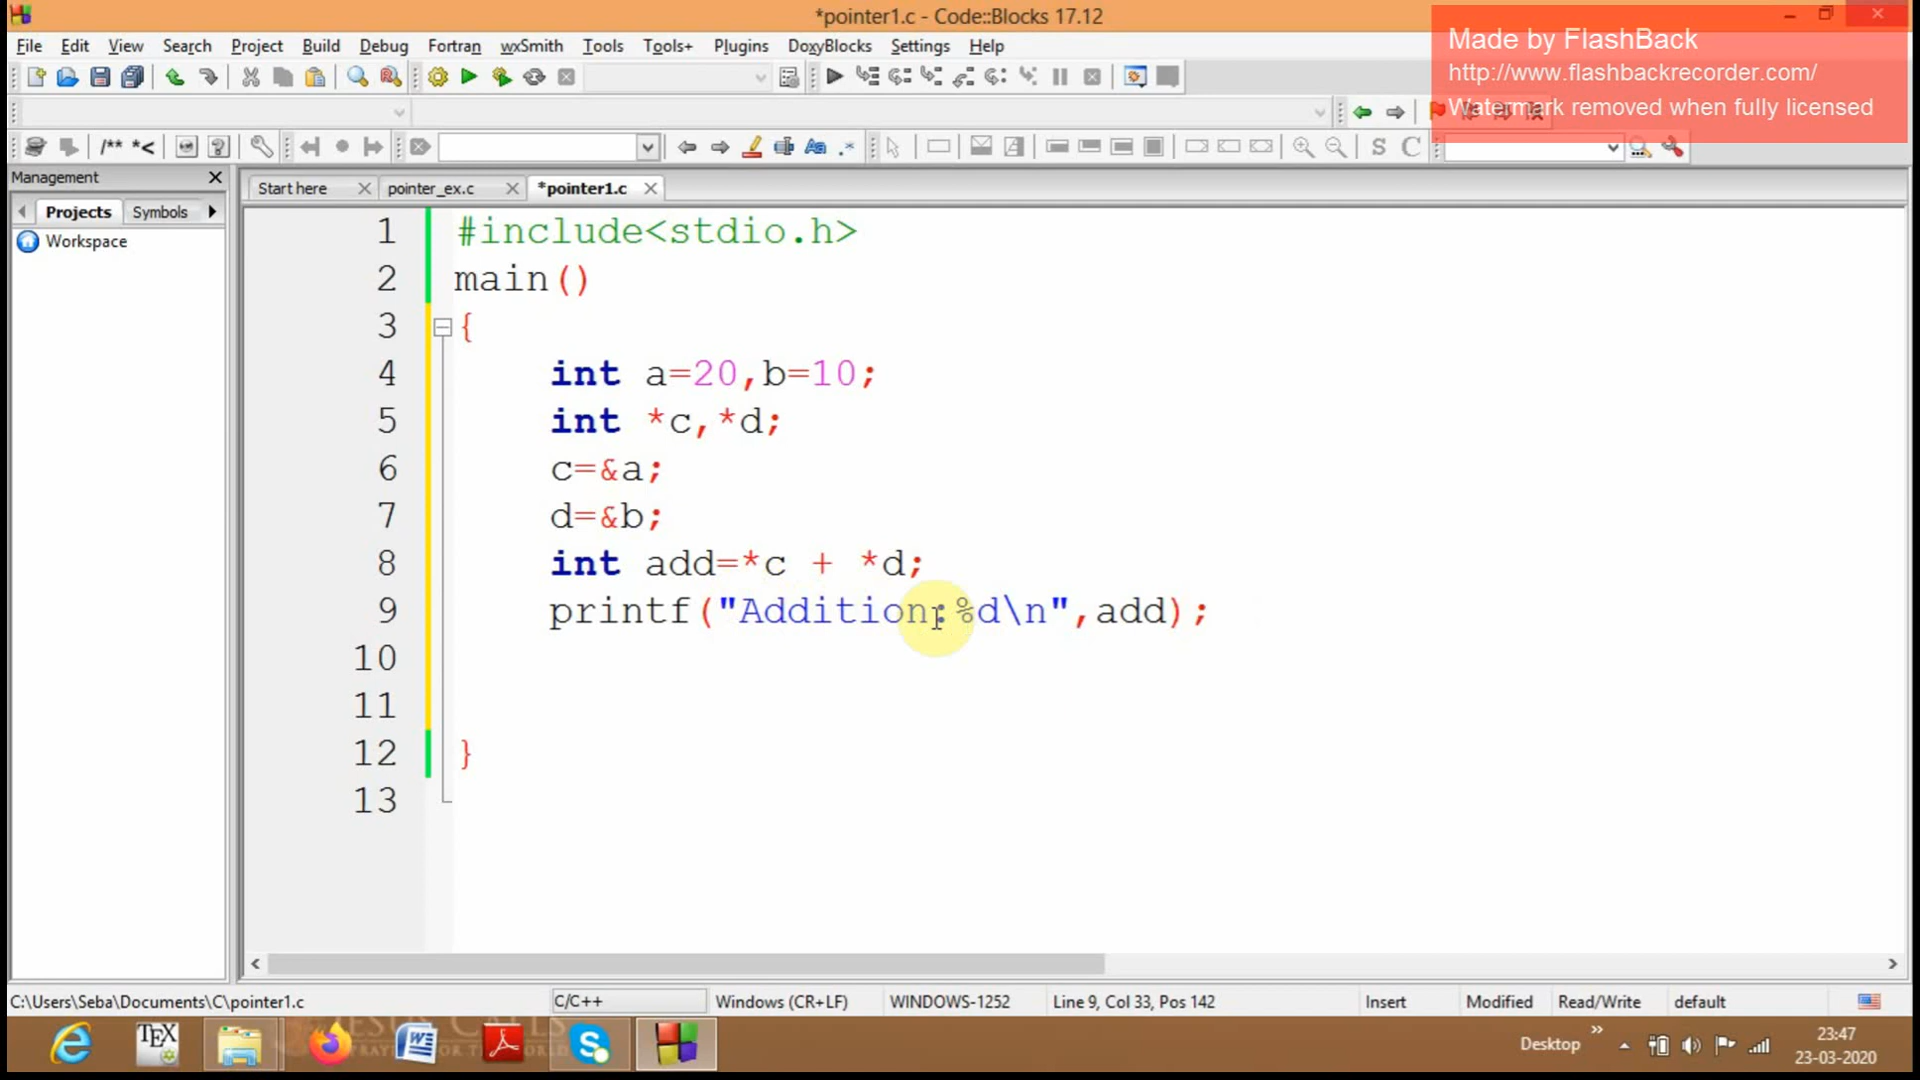 *pointer1.c - Code::Blocks 17.12
Made by FlashBack
http://www.flashbackrecorder.com/
Watermark removed when fully licensed
File Edit View Search Project Build Debug Fortran wxSmith Tools Tools+ Plugins DoxyBlocks Settings Help
/** *< S C
Management
Start here pointer_ex.c *pointer1.c
Projects Symbols
Workspace
1 #include<stdio.h>
2 main()
3 {
4 int a=20,b=10;
5 int *c,*d;
6 c=&a;
7 d=&b;
8 int add=*c + *d;
9 printf("Addition:%d\n",add);
10
11
12 }
13
C:\Users\Seba\Documents\C\pointer1.c C/C++ Windows (CR+LF) WINDOWS-1252 Line 9, Col 33, Pos 142 Insert Modified Read/Write default
TEX
Desktop
23:47
23-03-2020